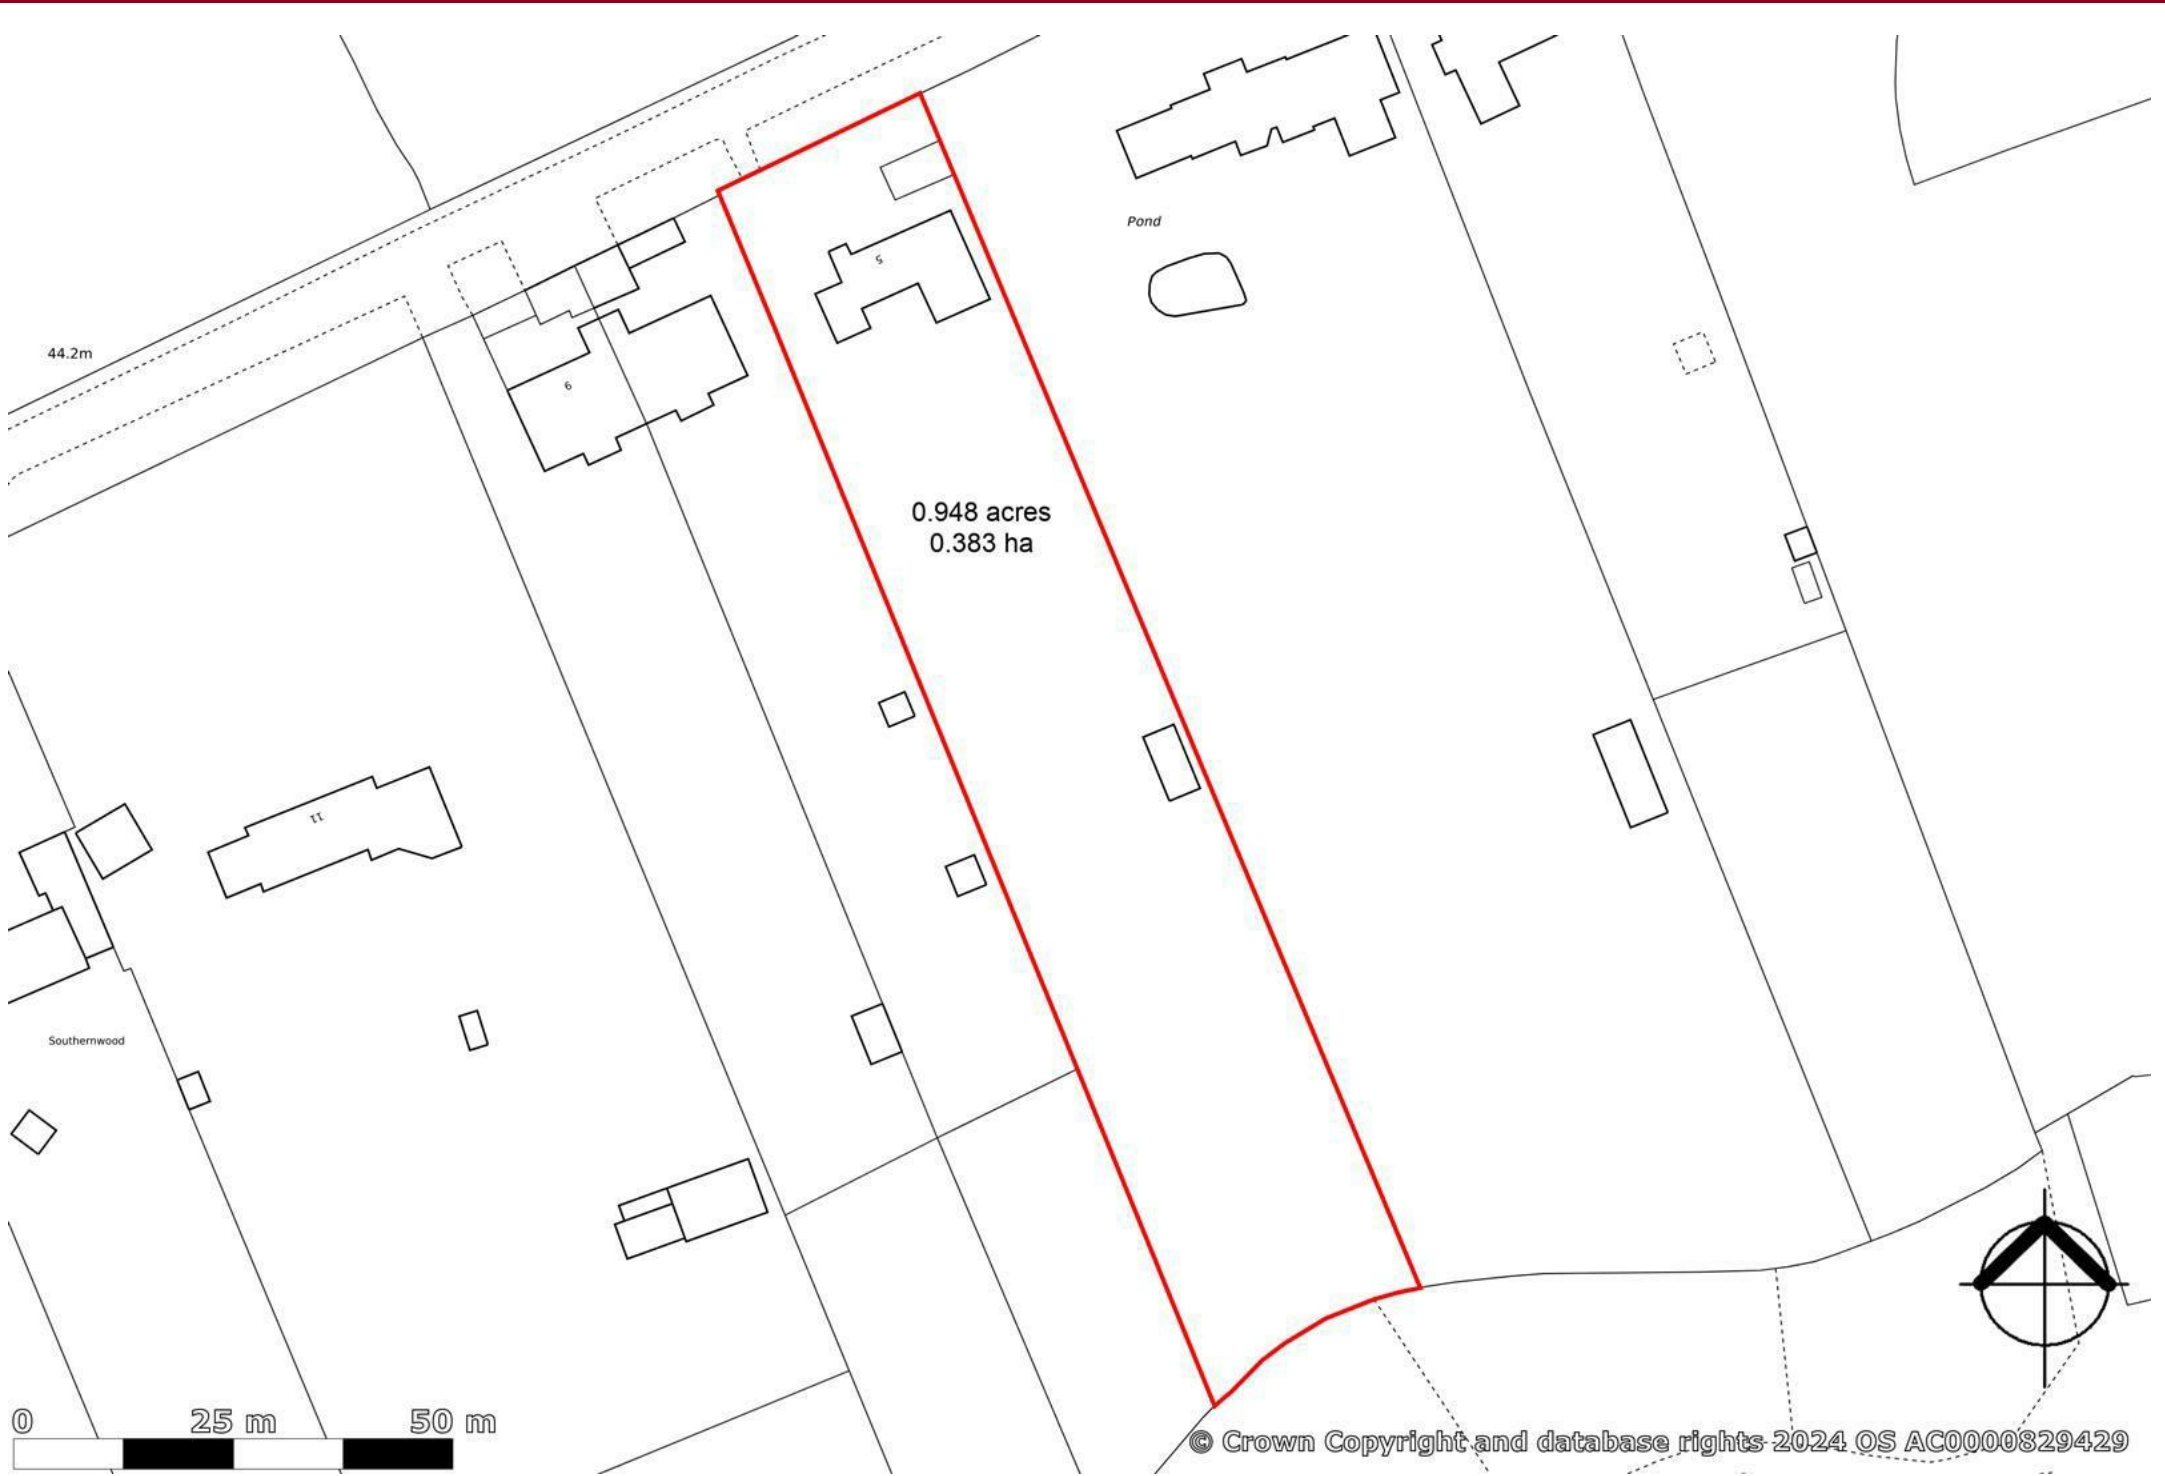 Pond
5
44.2m
9
0.948 acres
0.383 ha
11
Southernwood
0 25 m 50 m
© Crown Copyright and database rights 2024 OS AC0000829429